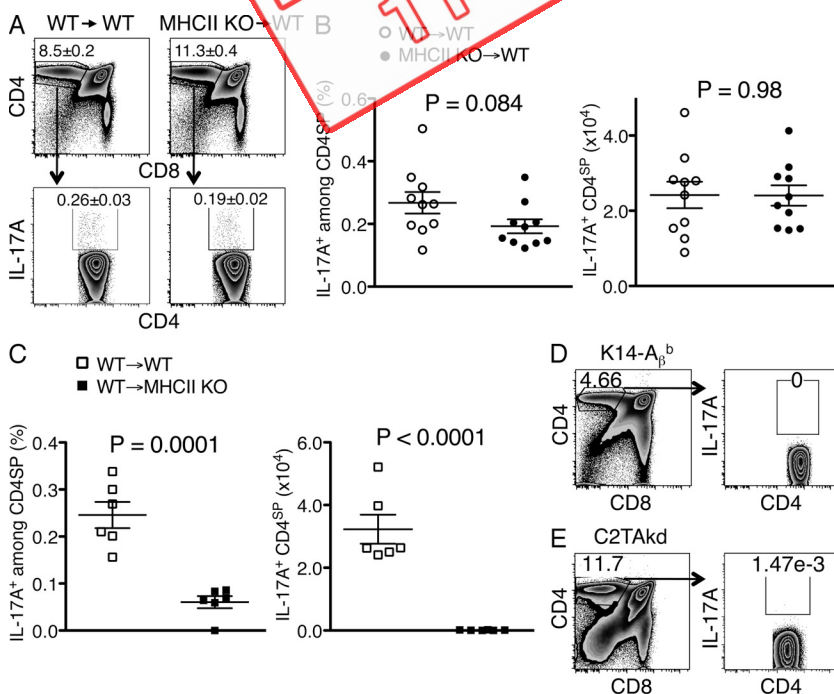 A
WT→WT
MHCII KO→WT
8.5±0.2
11.3±0.4
CD4
CD8
0.26±0.03
0.19±0.02
IL-17A
CD4
B
WT→WT
MHCII KO→WT
P = 0.084
P = 0.98
IL-17A⁺ among CD4SP (%)
0.6
0.4
0.2
0.0
IL-17A⁺ CD4ˢᴾ (x10⁴)
4.0
2.0
0.0
C
WT→WT
WT→MHCII KO
P = 0.0001
P < 0.0001
IL-17A⁺ among CD4SP (%)
0.4
0.3
0.2
0.1
0.0
IL-17A⁺ CD4ˢᴾ (x10⁴)
6.0
4.0
2.0
0.0
D
K14-Aᵦᵇ
4.66
0
CD4
IL-17A
CD8
CD4
E
C2TAkd
11.7
1.47e-3
CD4
IL-17A
CD8
CD4